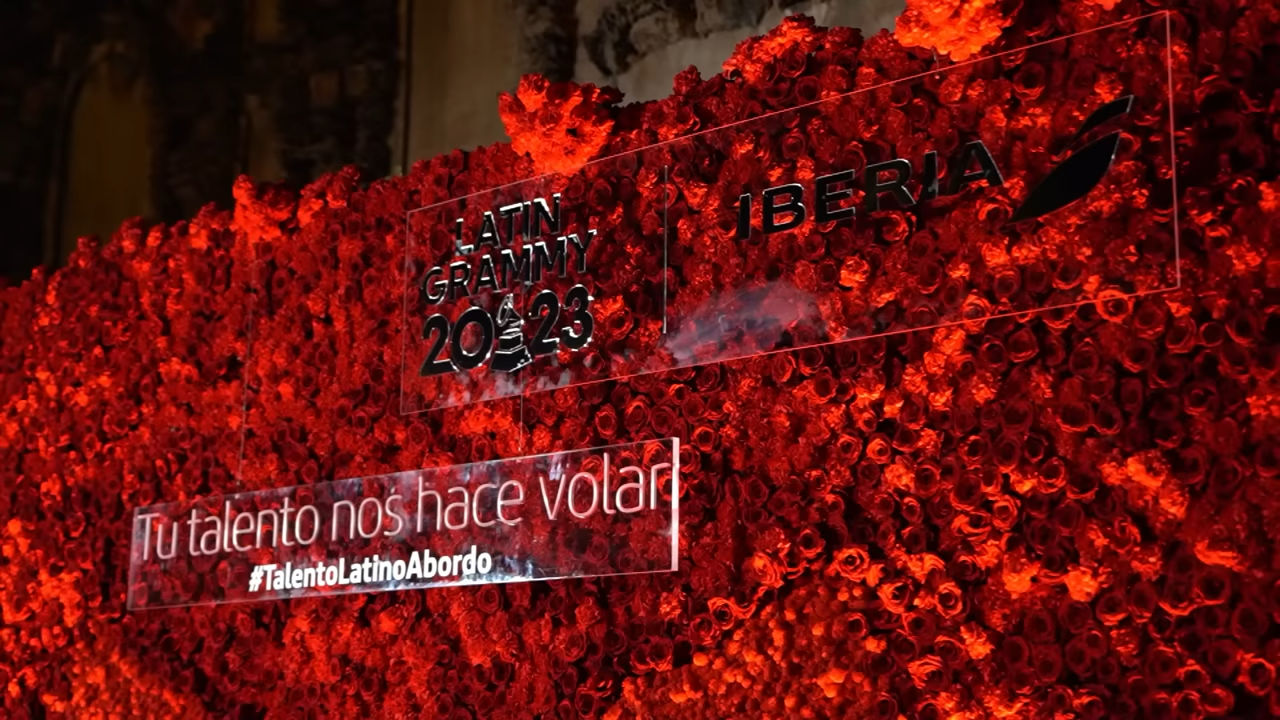 LATIN
GRAMMY
2023
IBERIA
Tu talento nos hace volar
#TalentoLatinoAbordo